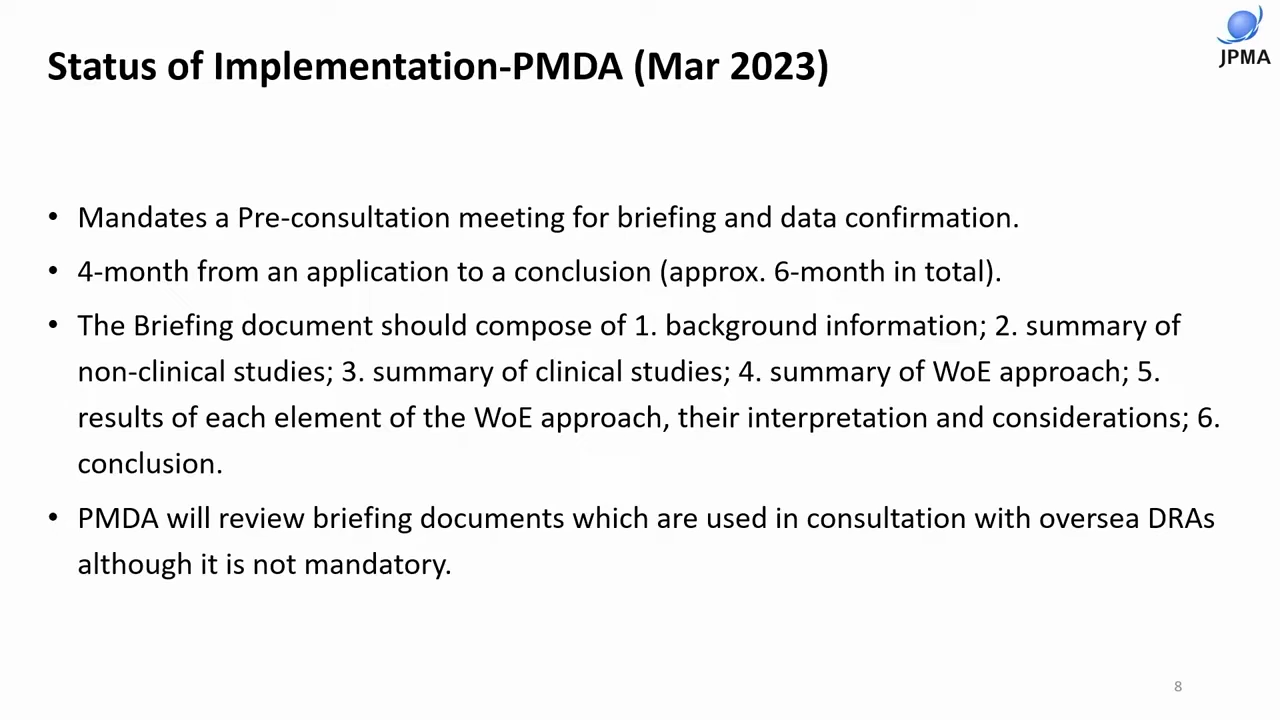 Status of Implementation-PMDA (Mar 2023)
JPMA
• Mandates a Pre-consultation meeting for briefing and data confirmation.
• 4-month from an application to a conclusion (approx. 6-month in total).
• The Briefing document should compose of 1. background information; 2. summary of
non-clinical studies; 3. summary of clinical studies; 4. summary of WoE approach; 5.
results of each element of the WoE approach, their interpretation and considerations; 6.
conclusion.
• PMDA will review briefing documents which are used in consultation with oversea DRAs
although it is not mandatory.
8